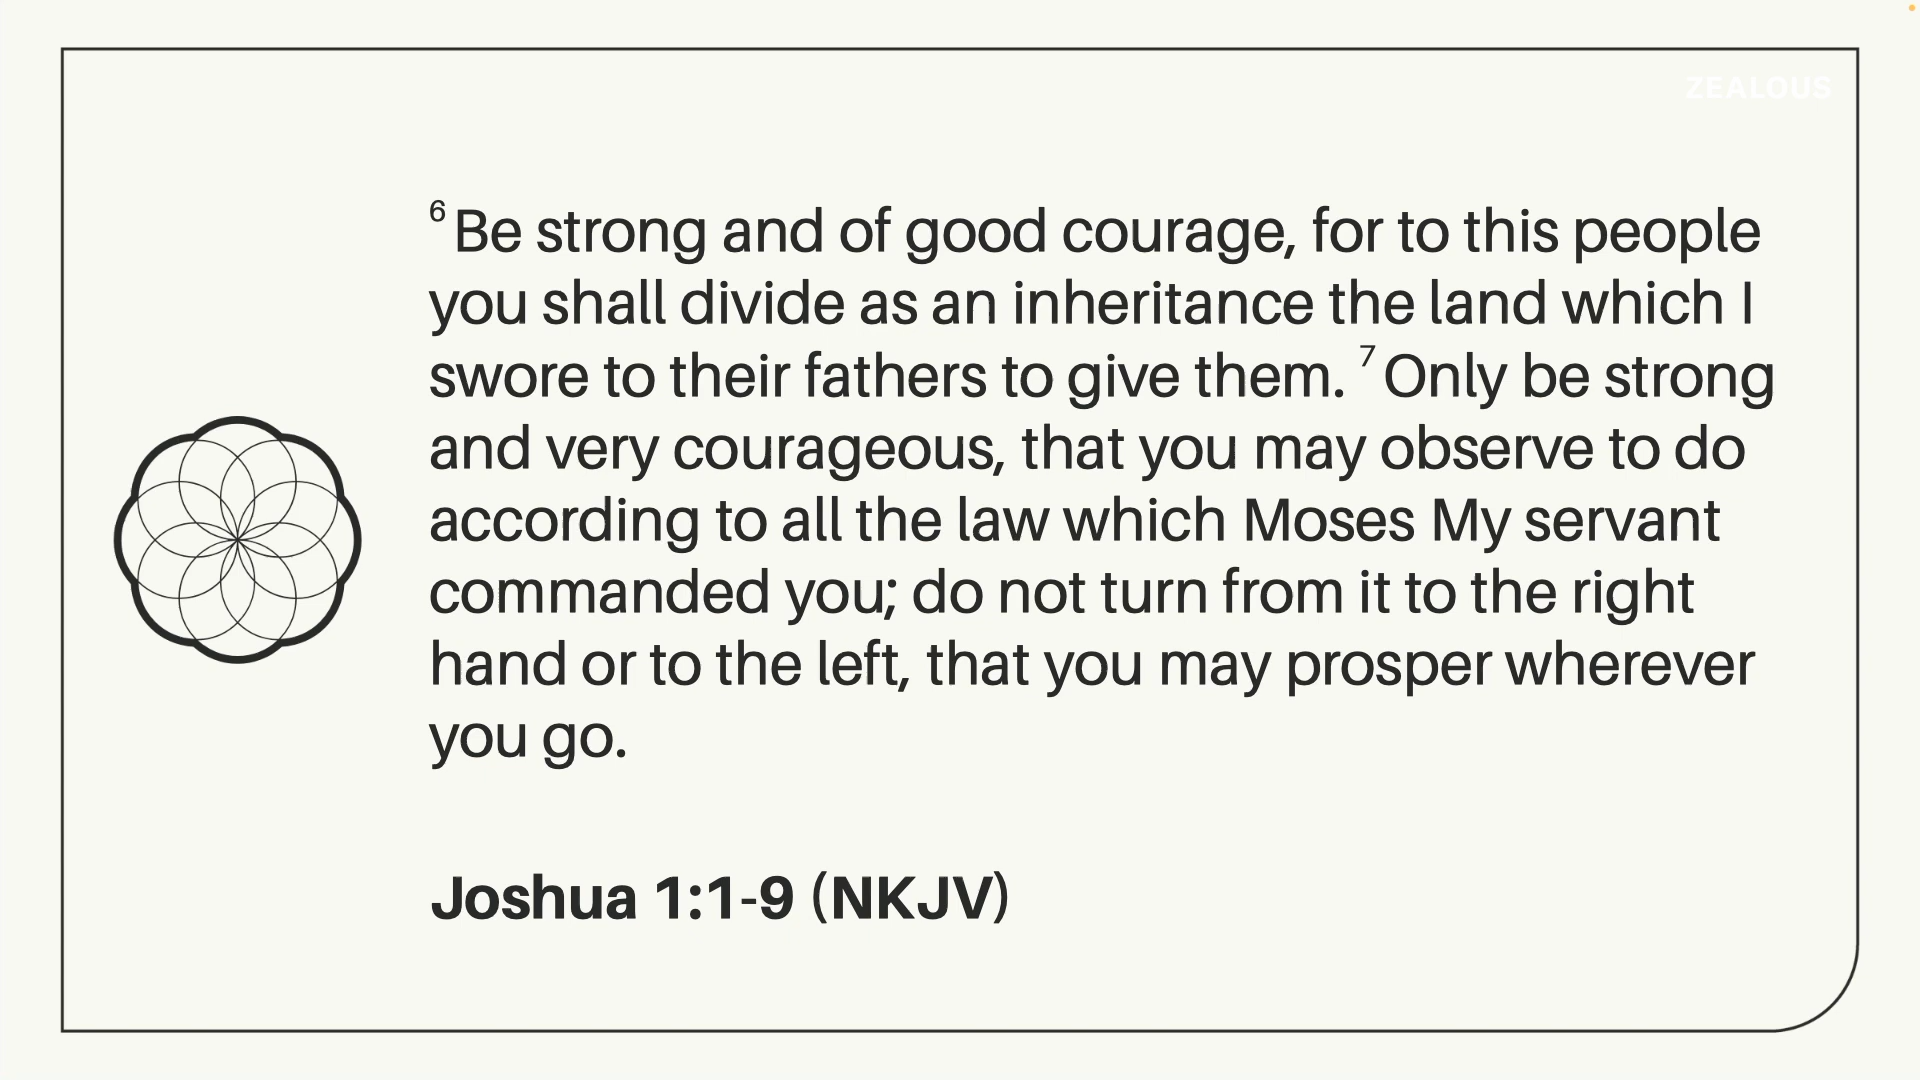 ZEALOUS
6 Be strong and of good courage, for to this people
you shall divide as an inheritance the land which I
swore to their fathers to give them. 7 Only be strong
and very courageous, that you may observe to do
according to all the law which Moses My servant
commanded you; do not turn from it to the right
hand or to the left, that you may prosper wherever
you go.
Joshua 1:1-9 (NKJV)